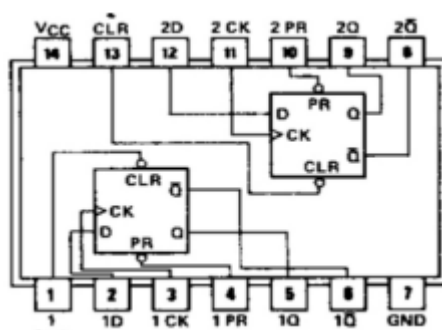 VCC CLR 2D 2 CK 2 PR 2Q 2Q̅
14 13 12 11 10 9 8
PR
D Q
CK
Q̅
CLR
CLR
Q̅
CK
D Q
PR
1 2 3 4 5 6 7
1 1D 1 CK 1 PR 1Q 1Q̅ GND